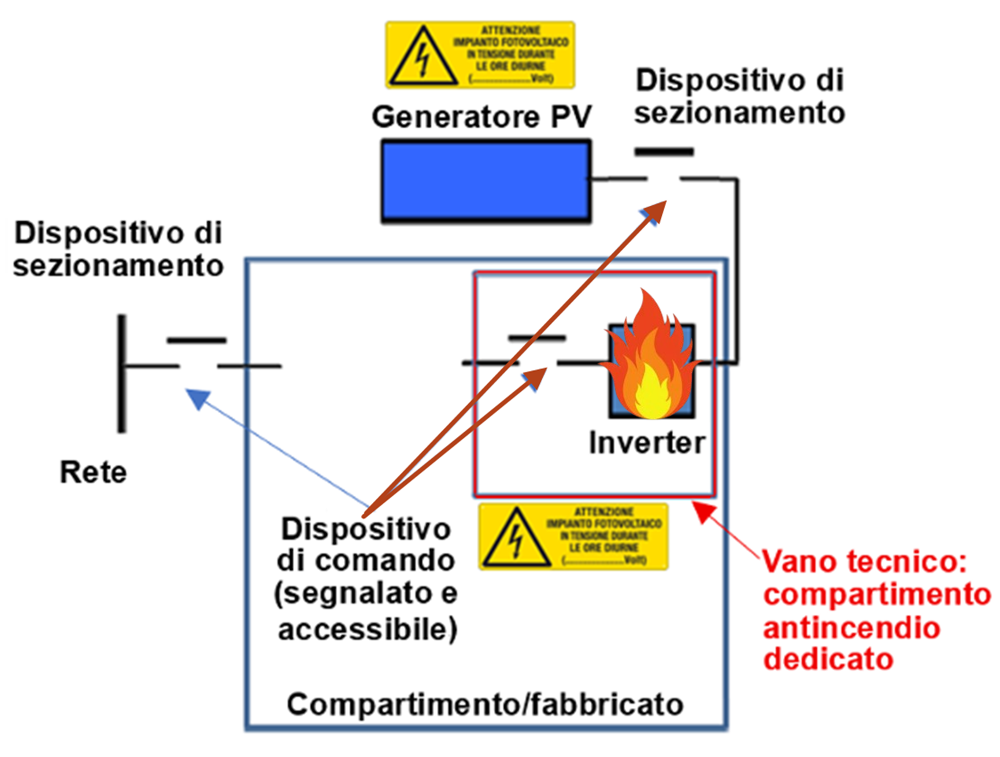 ATTENZIONE
IMPIANTO FOTOVOLTAICO
IN TENSIONE DURANTE
LE ORE DIURNE
(....................Volt)
Generatore PV
Dispositivo di
sezionamento
Dispositivo di
sezionamento
Rete
Inverter
Dispositivo
di comando
(segnalato e
accessibile)
ATTENZIONE
IMPIANTO FOTOVOLTAICO
IN TENSIONE DURANTE
LE ORE DIURNE
(....................Volt)
Vano tecnico:
compartimento
antincendio
dedicato
Compartimento/fabbricato